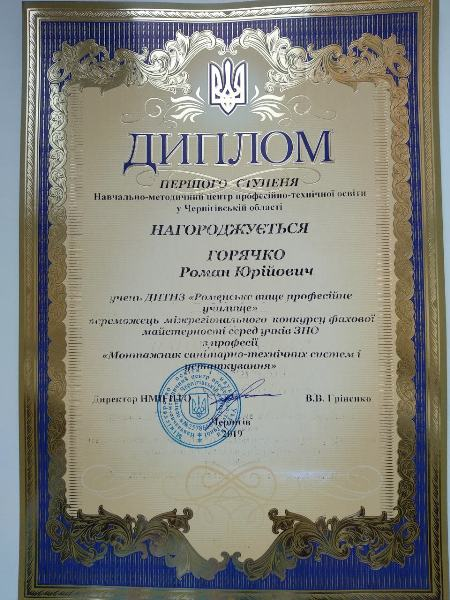 ДИПЛОМ
ПЕРШОГО СТУПЕНЯ
Навчально-методичний центр професійно-технічної освіти
у Чернігівській області
НАГОРОДЖУЄТЬСЯ
ГОРЯЧКО
Роман Юрійович
учень ДПТНЗ «Роменське вище професійне
училище»
переможець міжрегіонального конкурсу фахової
майстерності серед учнів ЗПО
з професії
«Монтажник санітарно-технічних систем і
устаткування»
Директор НМЦ ПТО
В.В. Гріненко
Чернігів
2019